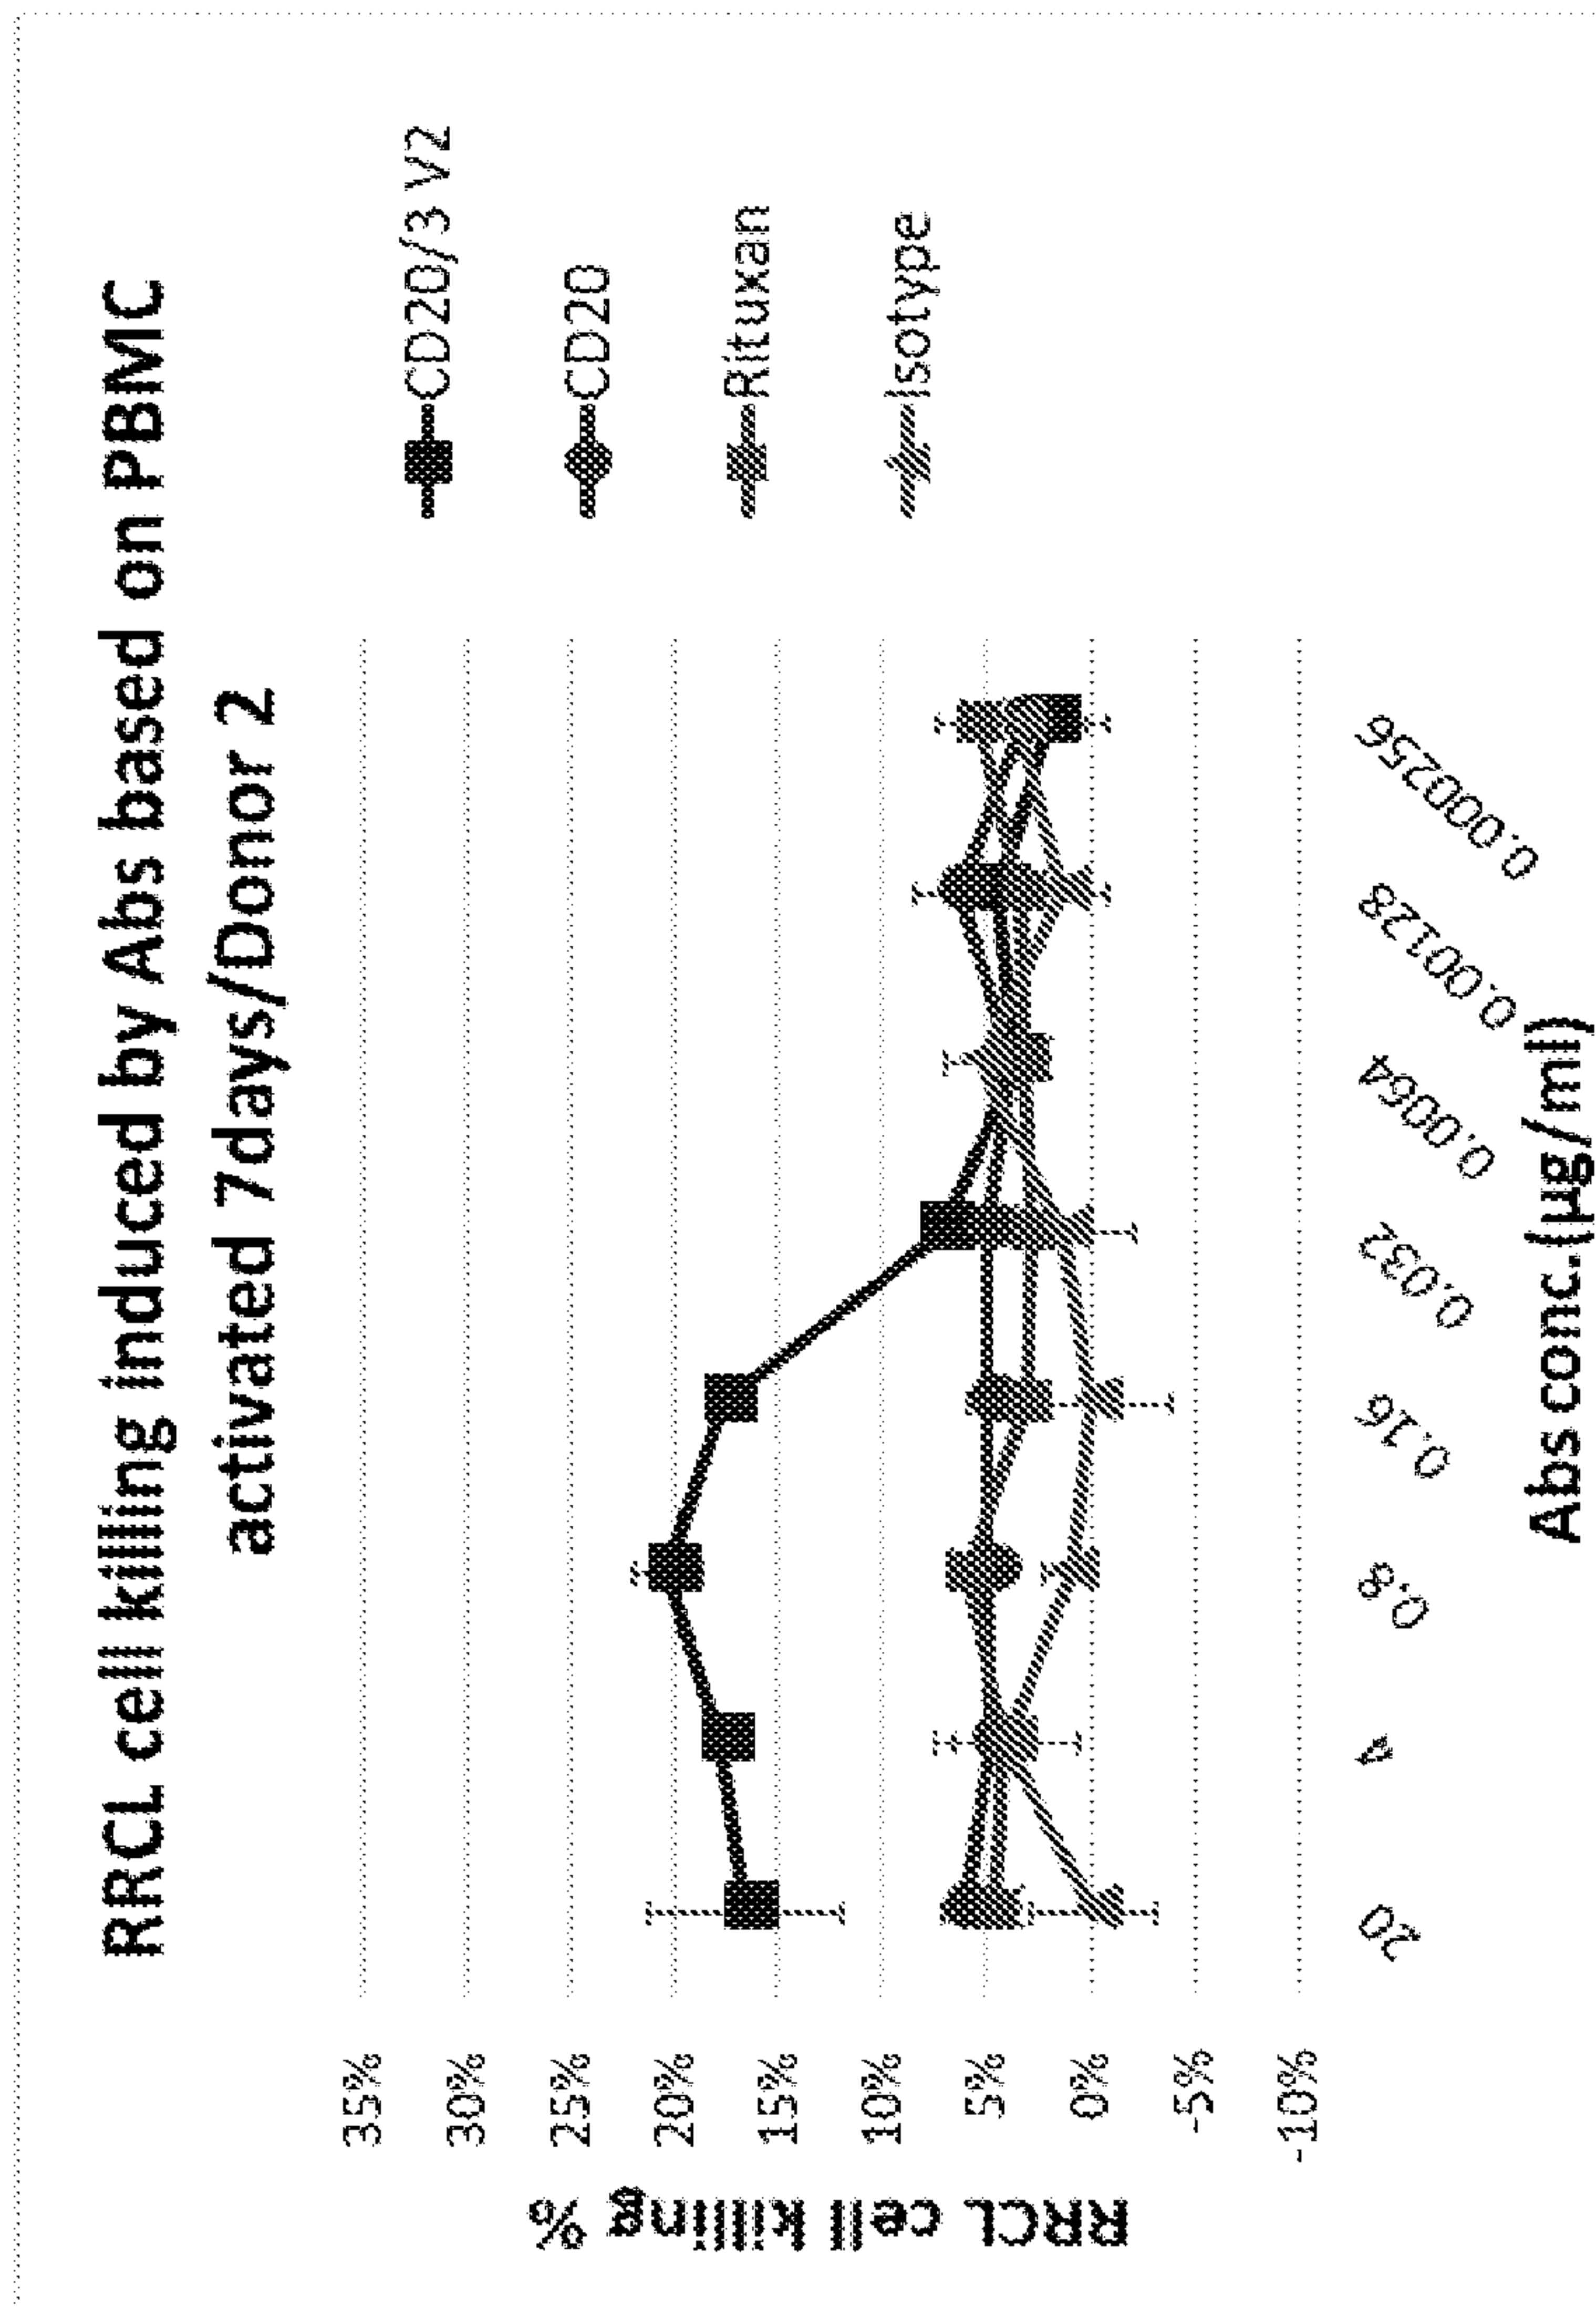 RRCL cell killing induced by Abs based on PBMC
activated 7days/Donor 2
RRCL cell killing
%
35%
30%
25%
20%
15%
10%
5%
0%
-5%
-10%
20
4
0.8
0.16
0.032
0.0064
0.00128
0.000256
Abs conc.(µg/ml)
CD20/3 V2
CD20
Rituxan
Isotype